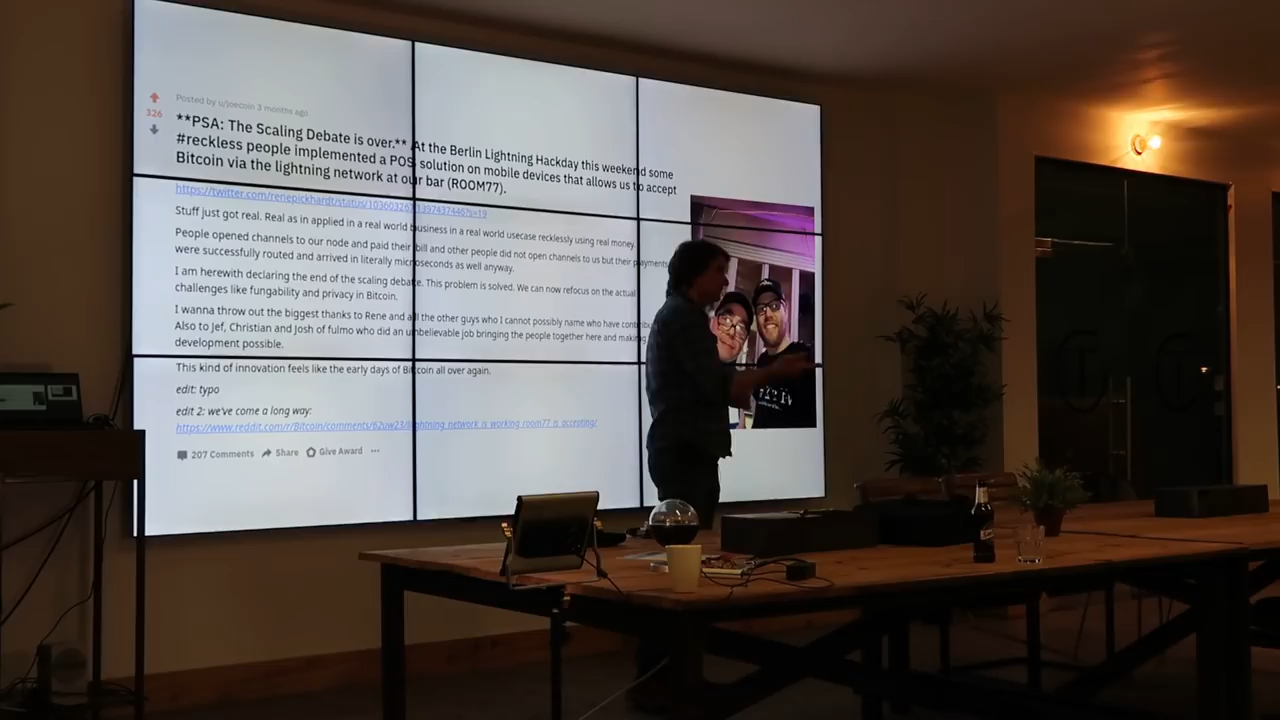 Posted by u/joecoin 3 months ago
326
**PSA: The Scaling Debate is over.** At the Berlin Lightning Hackday this weekend some
#reckless people implemented a POS solution on mobile devices that allows us to accept
Bitcoin via the lightning network at our bar (ROOM77).
Stuff just got real. Real as in applied in a real world business in a real world usecase recklessly using real money.
People opened channels to our node and paid their bill and other people did not open channels to us but their payments
were successfully routed and arrived in literally microseconds as well anyway.
I am herewith declaring the end of the scaling debate. This problem is solved. We can now refocus on the actual
challenges like fungability and privacy in Bitcoin.
I wanna throw out the biggest thanks to Rene and all the other guys who I cannot possibly name who have
Also to Jef, Christian and Josh of fulmo who did an unbelievable job bringing the people together here and making
development possible.
This kind of innovation feels like the early days of Bitcoin all over again.
edit: typo
edit 2: we've come a long way:
https://www.reddit.com/r/Bitcoin/comments/62uw23/lightning_network_is_working_room77_is_accepting/
207 Comments Share Give Award ...